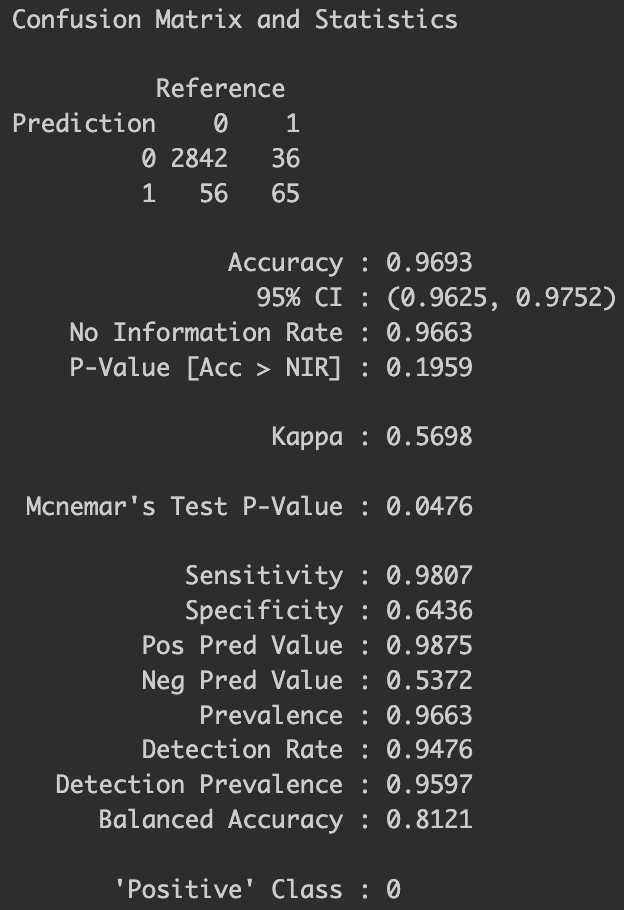 Confusion Matrix and Statistics
Reference
Prediction 0 1
0 2842 36
1 56 65
Accuracy : 0.9693
95% CI : (0.9625, 0.9752)
No Information Rate : 0.9663
P-Value [Acc > NIR] : 0.1959
Kappa : 0.5698
Mcnemar's Test P-Value : 0.0476
Sensitivity : 0.9807
Specificity : 0.6436
Pos Pred Value : 0.9875
Neg Pred Value : 0.5372
Prevalence : 0.9663
Detection Rate : 0.9476
Detection Prevalence : 0.9597
Balanced Accuracy : 0.8121
'Positive' Class : 0